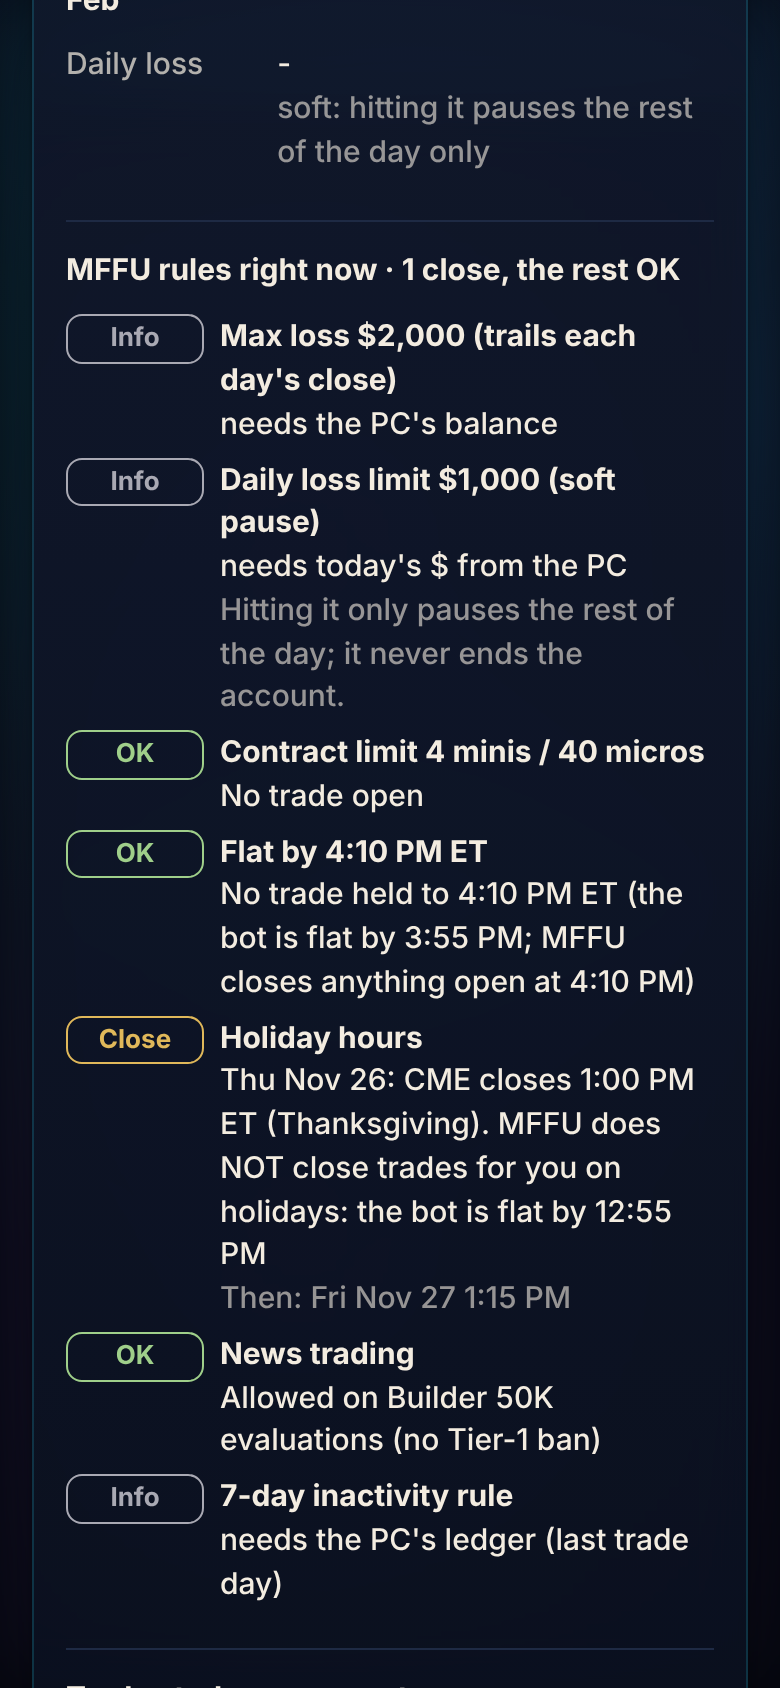 Feb
Daily loss -
soft: hitting it pauses the rest
of the day only
MFFU rules right now · 1 close, the rest OK
Info
Max loss $2,000 (trails each
day's close)
needs the PC's balance
Info
Daily loss limit $1,000 (soft
pause)
needs today's $ from the PC
Hitting it only pauses the rest of
the day; it never ends the
account.
OK
Contract limit 4 minis / 40 micros
No trade open
OK
Flat by 4:10 PM ET
No trade held to 4:10 PM ET (the
bot is flat by 3:55 PM; MFFU
closes anything open at 4:10 PM)
Close
Holiday hours
Thu Nov 26: CME closes 1:00 PM
ET (Thanksgiving). MFFU does
NOT close trades for you on
holidays: the bot is flat by 12:55
PM
Then: Fri Nov 27 1:15 PM
OK
News trading
Allowed on Builder 50K
evaluations (no Tier-1 ban)
Info
7-day inactivity rule
needs the PC's ledger (last trade
day)